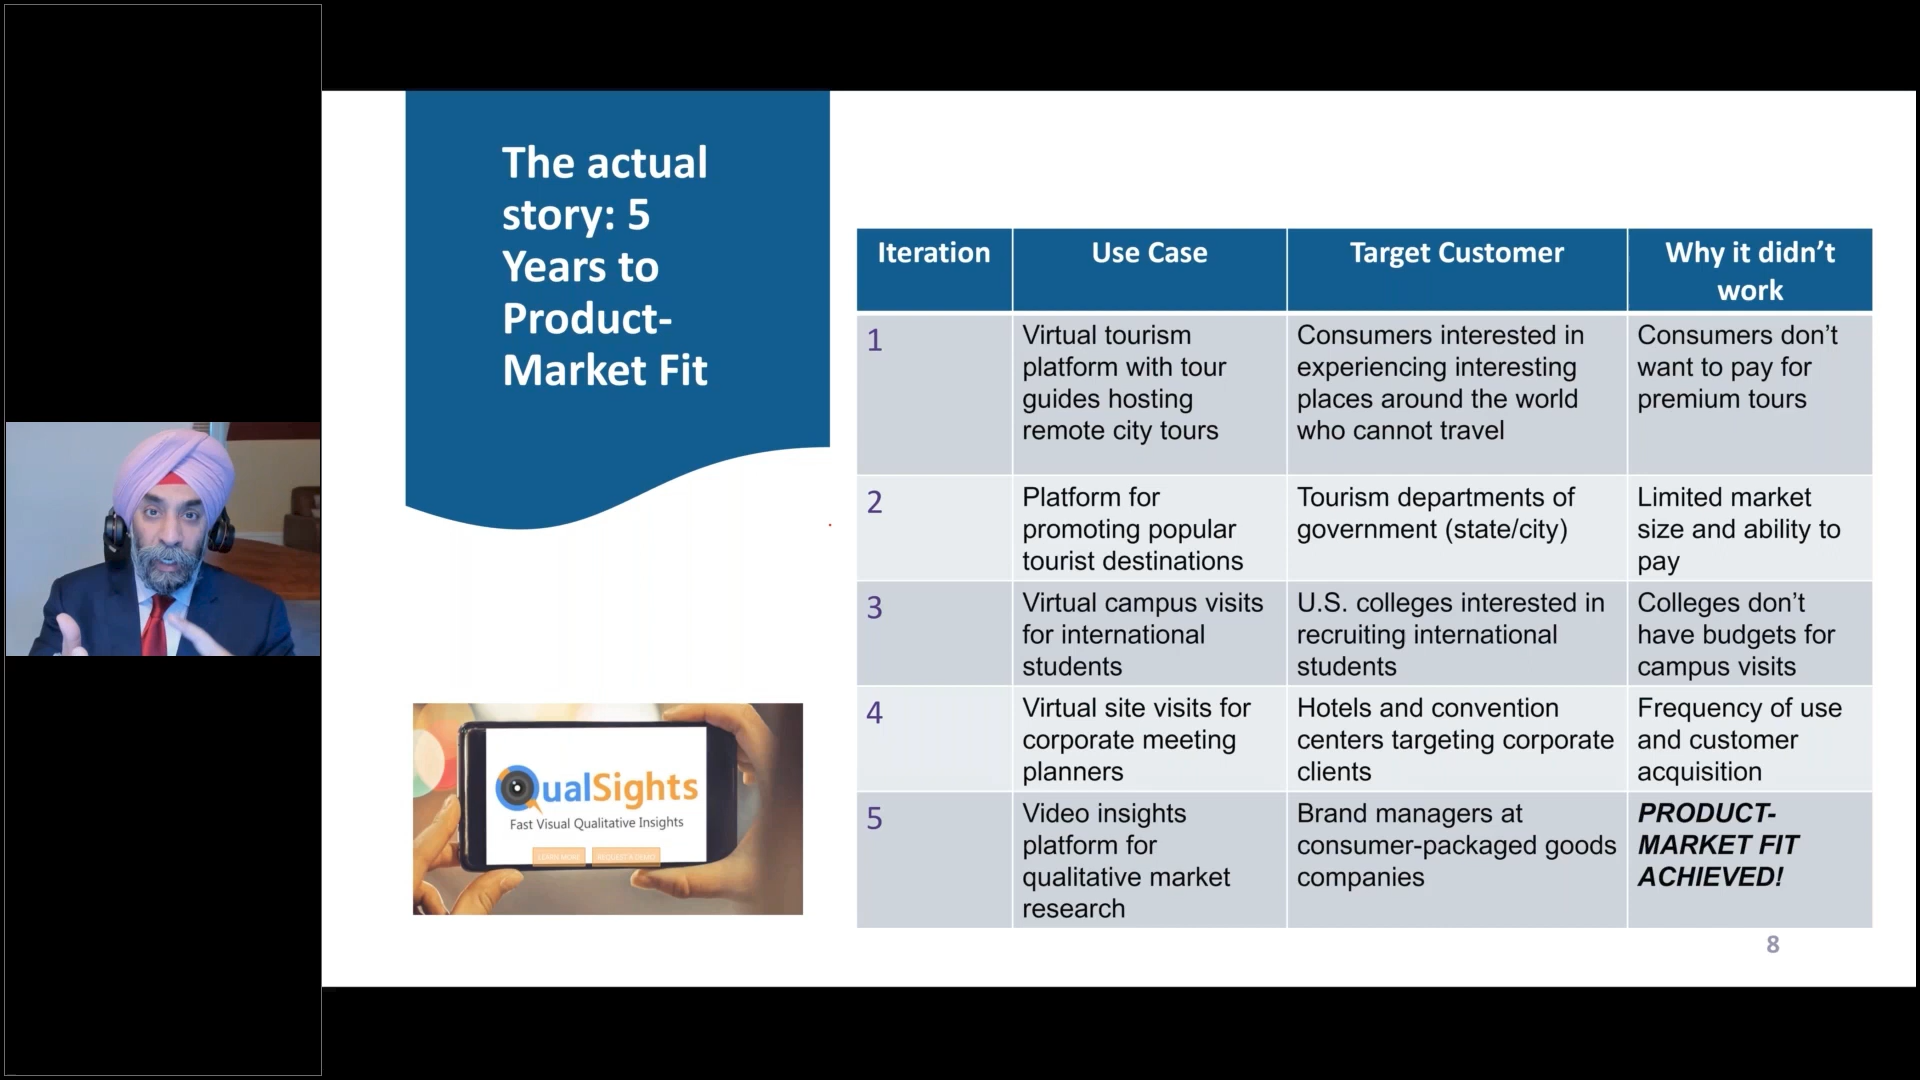 The actual
story: 5
Years to
Product-
Market Fit
QualSights
Fast Visual Qualitative Insights
LEARN MORE
REQUEST A DEMO
Iteration
Use Case
Target Customer
Why it didn’t
work
1
Virtual tourism
platform with tour
guides hosting
remote city tours
Consumers interested in
experiencing interesting
places around the world
who cannot travel
Consumers don’t
want to pay for
premium tours
2
Platform for
promoting popular
tourist destinations
Tourism departments of
government (state/city)
Limited market
size and ability to
pay
3
Virtual campus visits
for international
students
U.S. colleges interested in
recruiting international
students
Colleges don’t
have budgets for
campus visits
4
Virtual site visits for
corporate meeting
planners
Hotels and convention
centers targeting corporate
clients
Frequency of use
and customer
acquisition
5
Video insights
platform for
qualitative market
research
Brand managers at
consumer-packaged goods
companies
PRODUCT-
MARKET FIT
ACHIEVED!
8